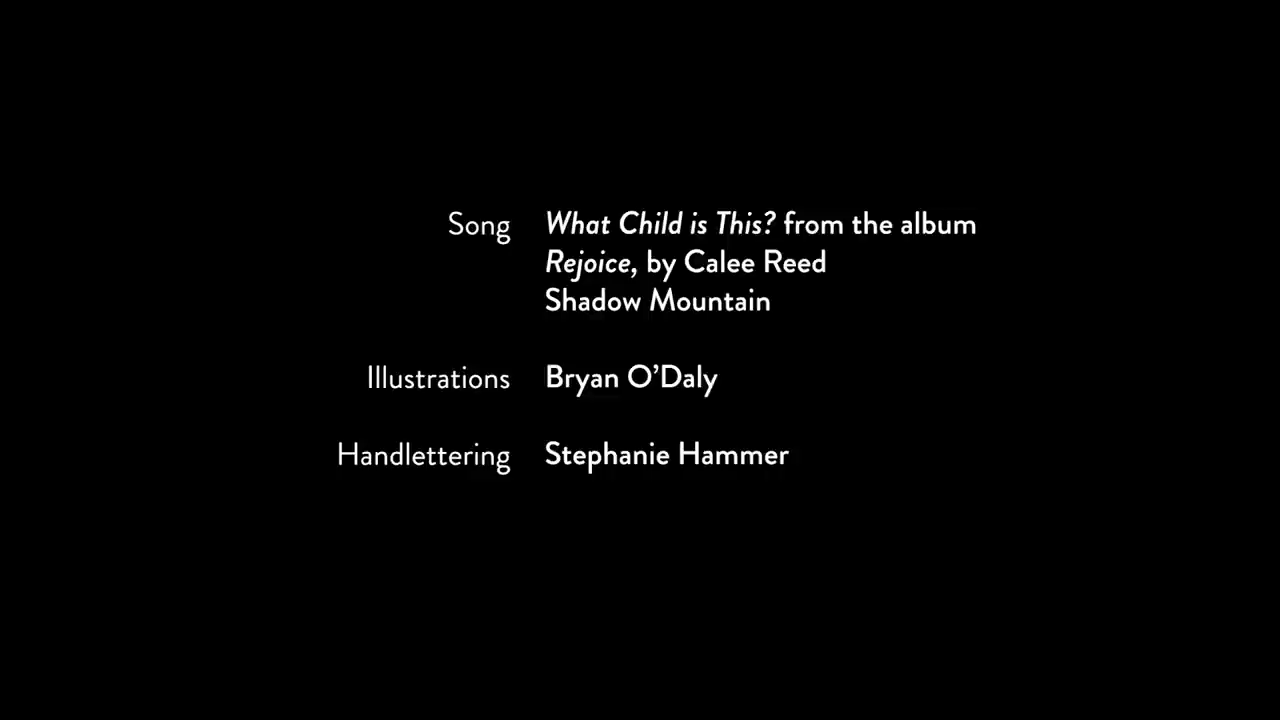 Song What Child is This? from the album
Rejoice, by Calee Reed
Shadow Mountain
Illustrations Bryan O’Daly
Handlettering Stephanie Hammer